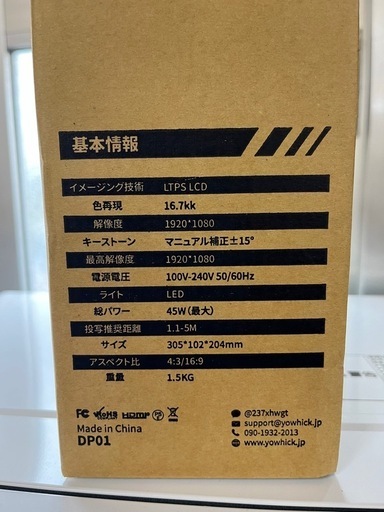 基本情報
イメージング技術 LTPS LCD
色再現 16.7kk
解像度 1920*1080
キーストーン マニュアル補正±15°
最高解像度 1920*1080
電源電圧 100V-240V 50/60Hz
ライト LED
総パワー 45W(最大)
投写推奨距離 1.1-5M
サイズ 305*102*204mm
アスペクト比 4:3/16:9
重量 1.5KG
FC RoHS HDMI
Made in China
DP01
@237xhwgt
support@yowhick.jp
090-1932-2013
www.yowhick.jp